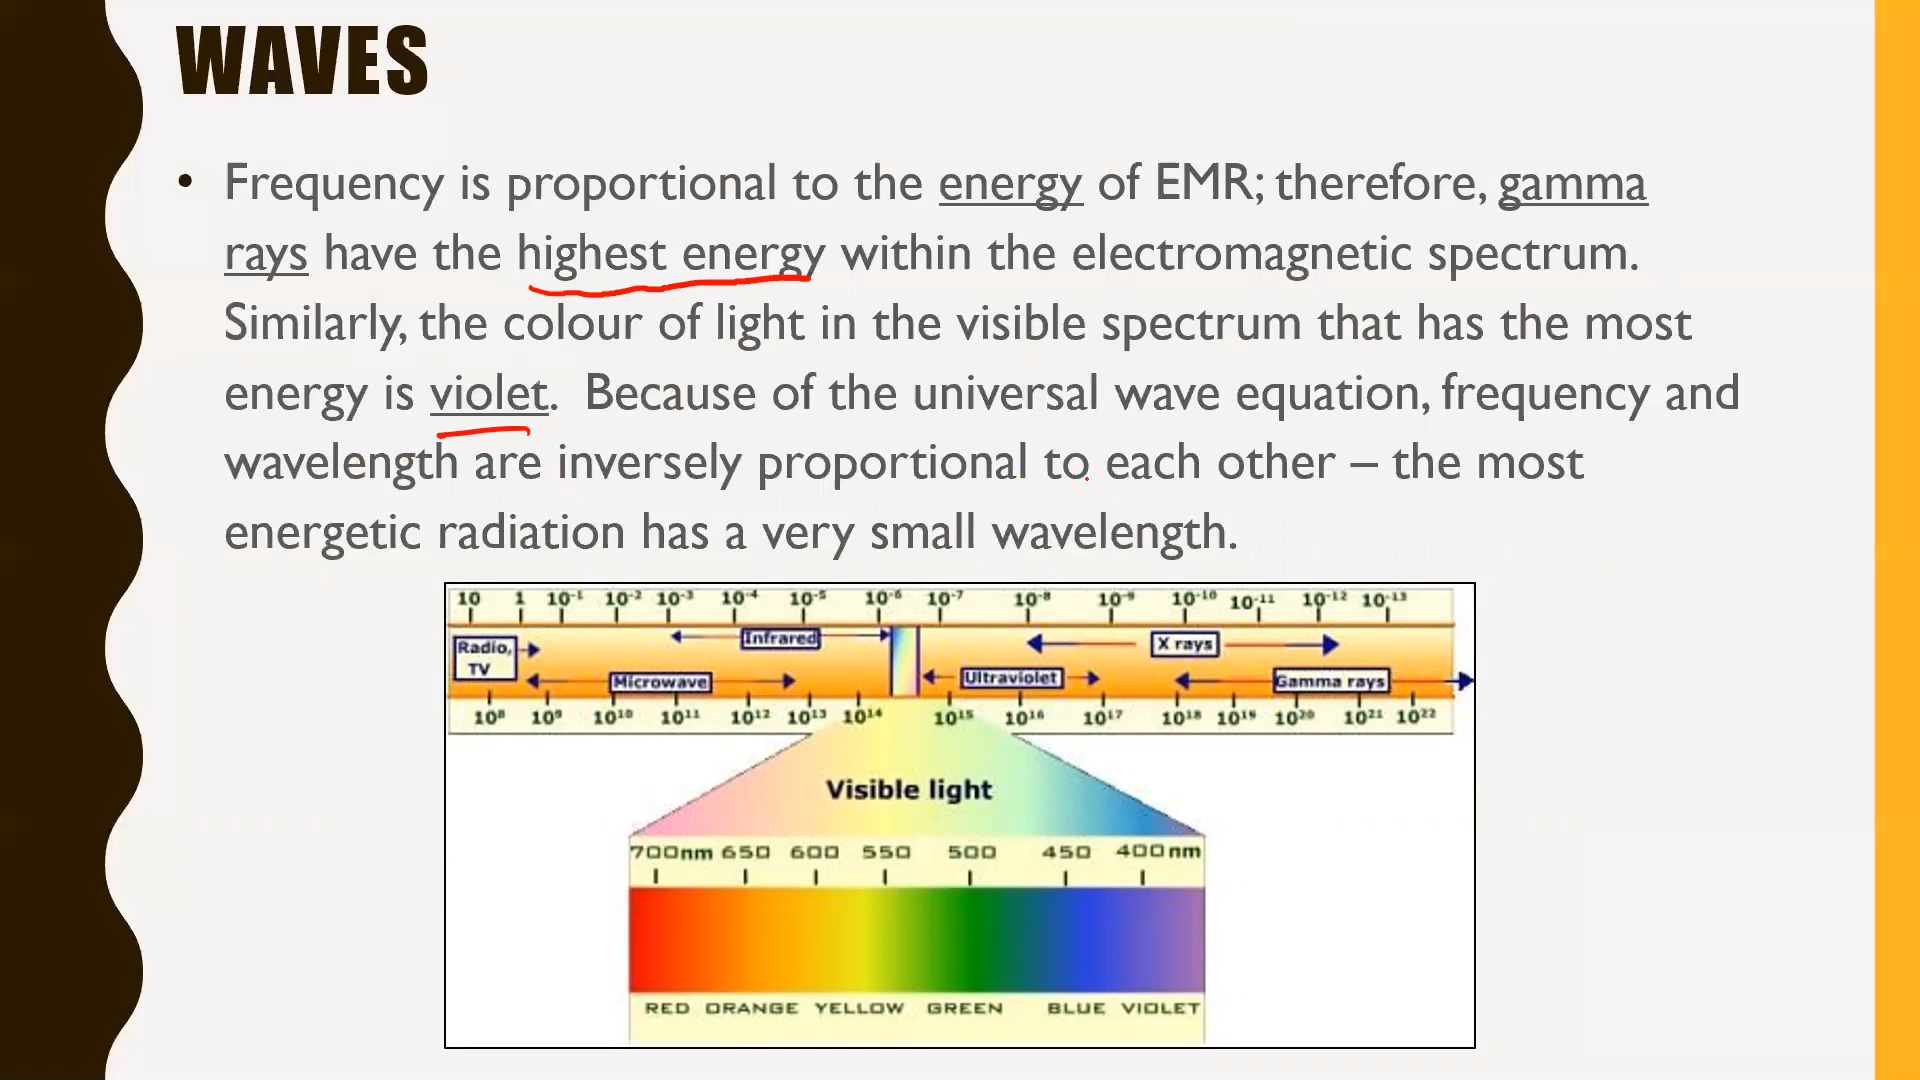 WAVES
• Frequency is proportional to the energy of EMR; therefore, gamma
rays have the highest energy within the electromagnetic spectrum.
Similarly, the colour of light in the visible spectrum that has the most
energy is violet.  Because of the universal wave equation, frequency and
wavelength are inversely proportional to each other – the most
energetic radiation has a very small wavelength.
10 1 10⁻¹ 10⁻² 10⁻³ 10⁻⁴ 10⁻⁵ 10⁻⁶ 10⁻⁷ 10⁻⁸ 10⁻⁹ 10⁻¹⁰ 10⁻¹¹ 10⁻¹² 10⁻¹³
Radio, Infrared X rays
TV Microwave Ultraviolet Gamma rays
10⁸ 10⁹ 10¹⁰ 10¹¹ 10¹² 10¹³ 10¹⁴ 10¹⁵ 10¹⁶ 10¹⁷ 10¹⁸ 10¹⁹ 10²⁰ 10²¹ 10²²
Visible light
700nm 650 600 550 500 450 400nm
RED ORANGE YELLOW GREEN BLUE VIOLET